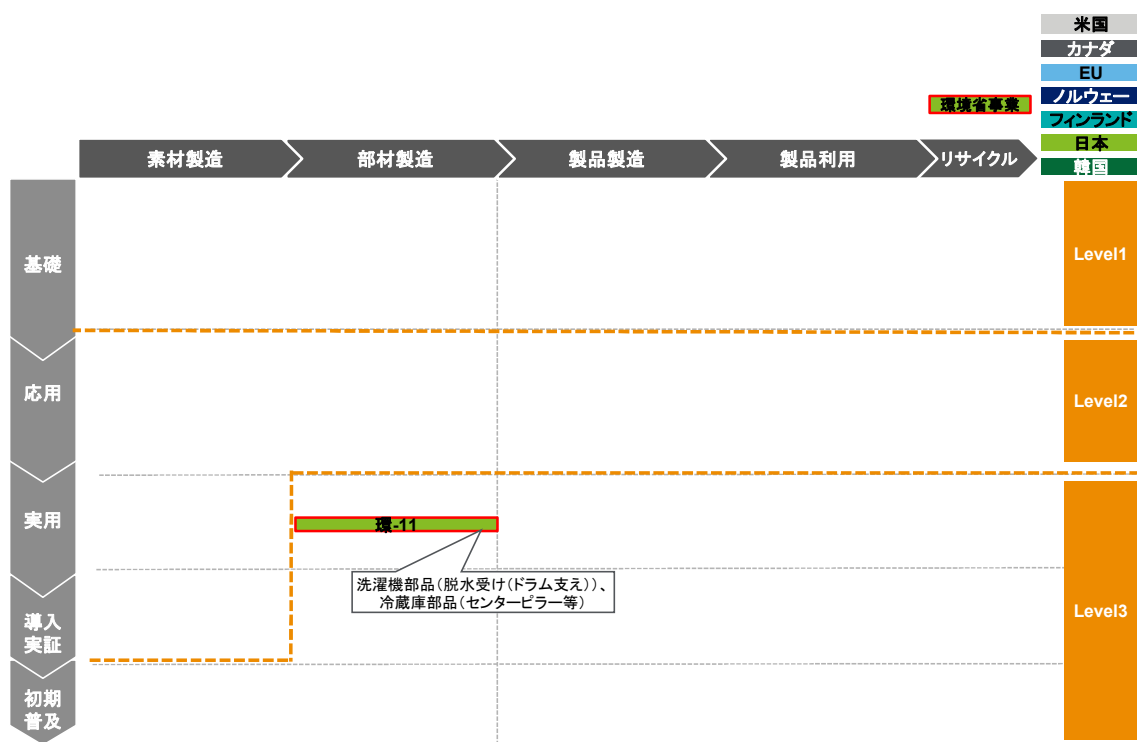 米国
カナダ
EU
環境省事業
ノルウェー
フィンランド
日本
韓国
素材製造
部材製造
製品製造
製品利用
リサイクル
基礎
Level1
応用
Level2
実用
環-11
洗濯機部品(脱水受け(ドラム支え))、
冷蔵庫部品(センターピラー等)
導入
実証
Level3
初期
普及